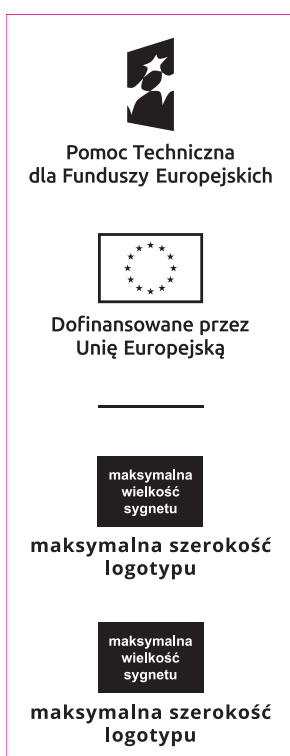 Pomoc Techniczna
dla Funduszy Europejskich
Dofinansowane przez
Unię Europejską
maksymalna
wielkość
sygnetu
maksymalna szerokość
logotypu
maksymalna
wielkość
sygnetu
maksymalna szerokość
logotypu